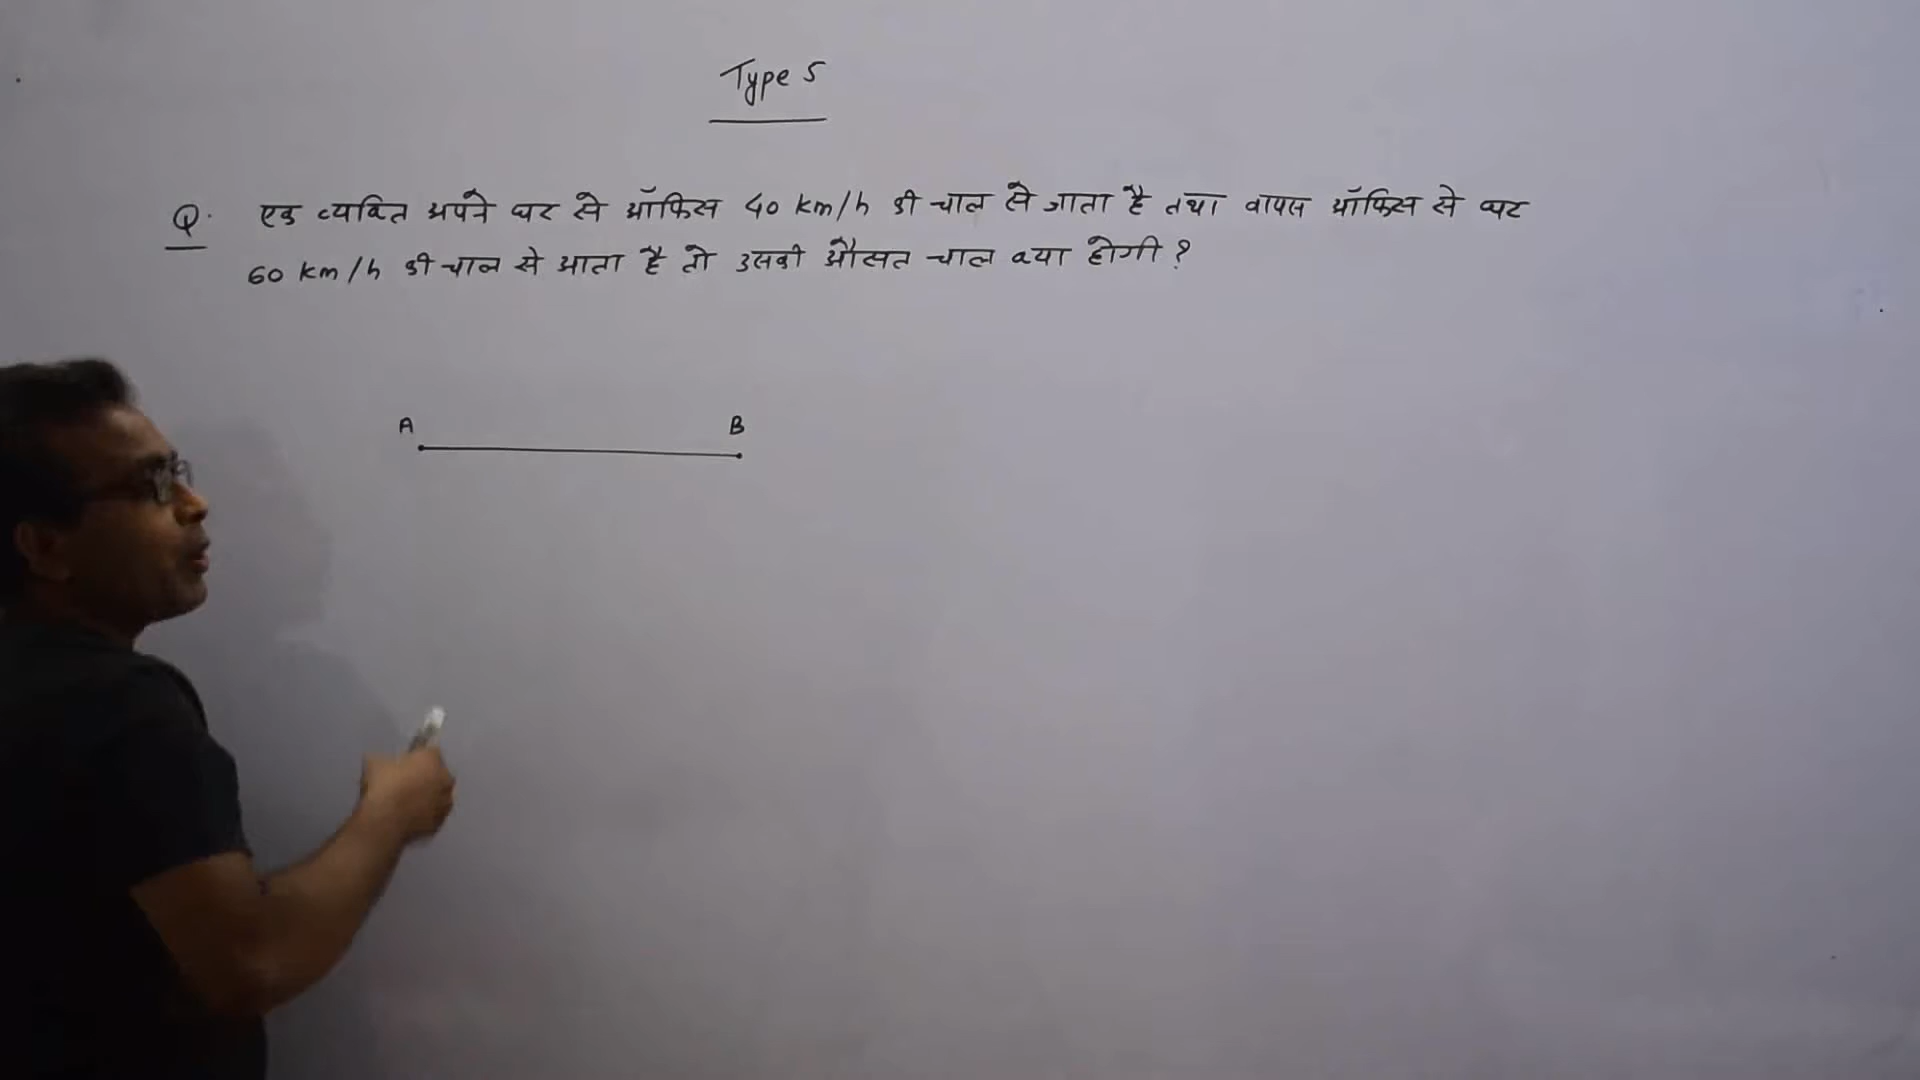 Type 5
Q. एक व्यक्ति अपने घर से ऑफिस 40 km/h की चाल से जाता है तथा वापस ऑफिस से घर
60 km/h की चाल से आता है तो उसकी औसत चाल क्या होगी ?
A B